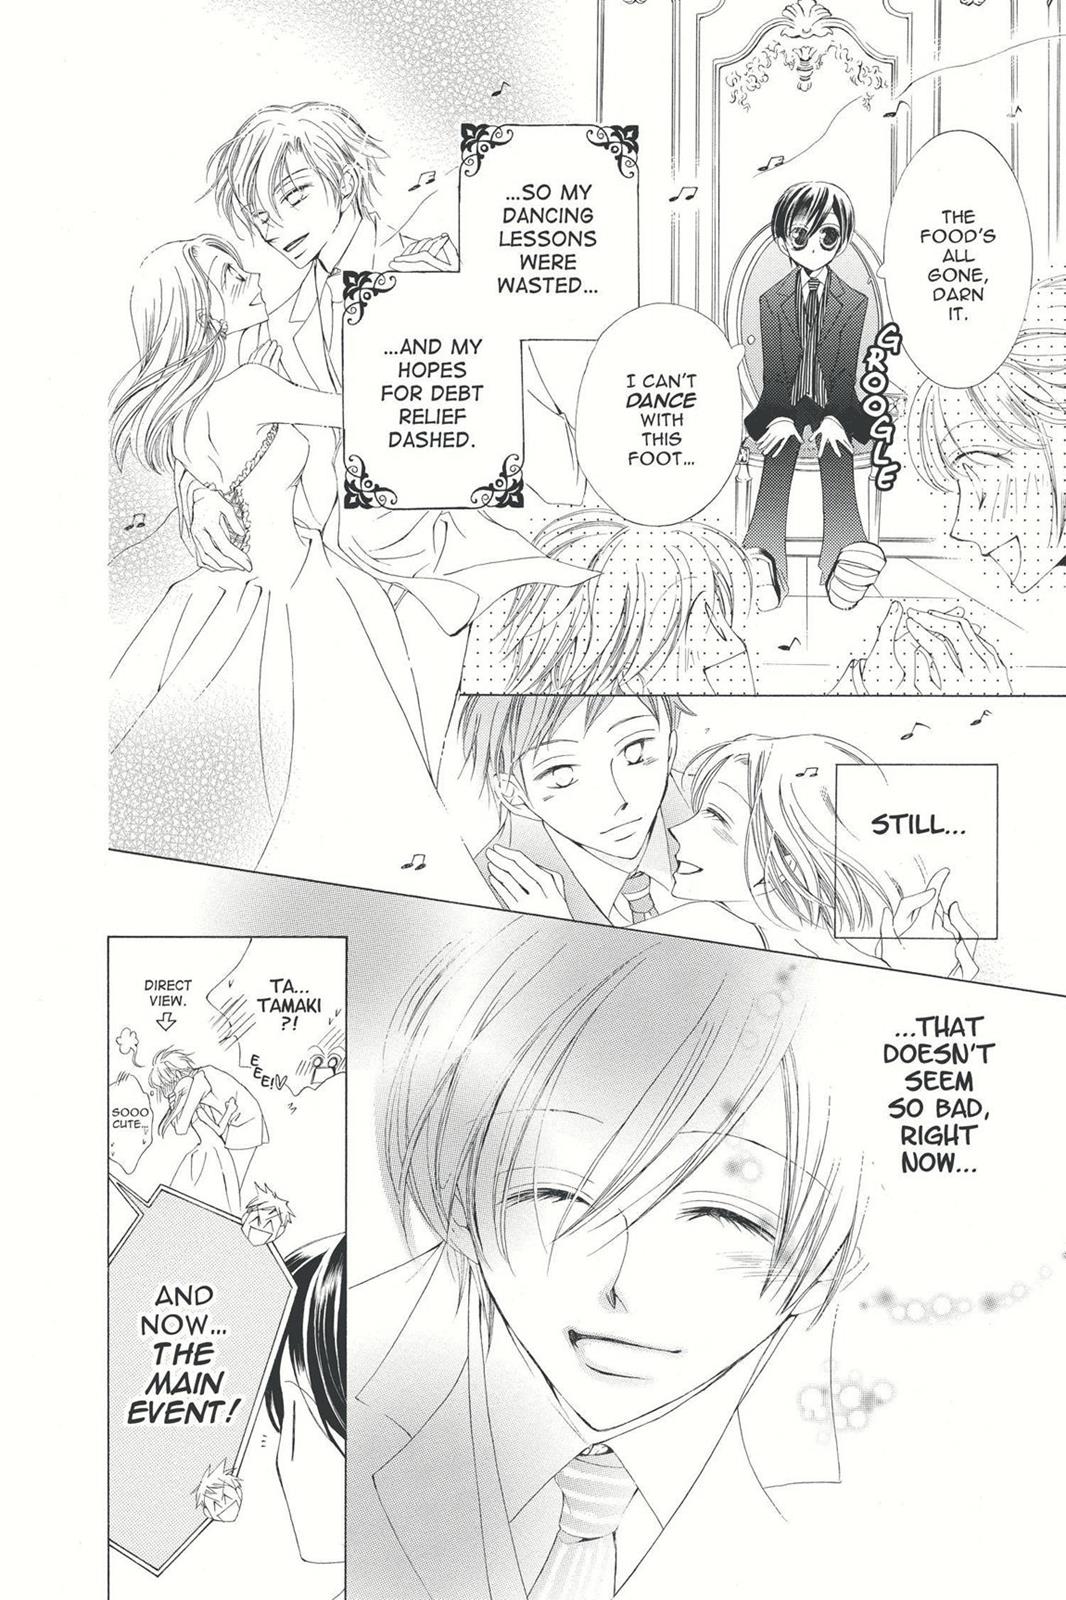 THE
FOOD'S
ALL
GONE,
DARN
IT.
GROOGLE
I CAN'T
DANCE
WITH
THIS
FOOT...
...SO MY
DANCING
LESSONS
WERE
WASTED...
...AND MY
HOPES
FOR DEBT
RELIEF
DASHED.
STILL...
...THAT
DOESN'T
SEEM
SO BAD,
RIGHT
NOW...
TA...
TAMAKI
?!
EEE!
DIRECT
VIEW.
SOOO
CUTE...
AND
NOW...
THE
MAIN
EVENT!